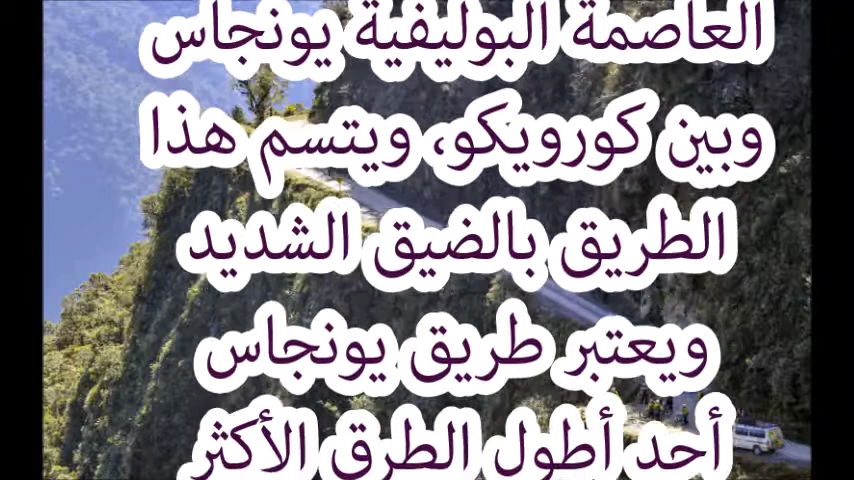 العاصمة البوليفية يونجاس
وبين كورويكو، ويتسم هذا
الطريق بالضيق الشديد
ويعتبر طريق يونجاس
أحد أطول الطرق الأكثر